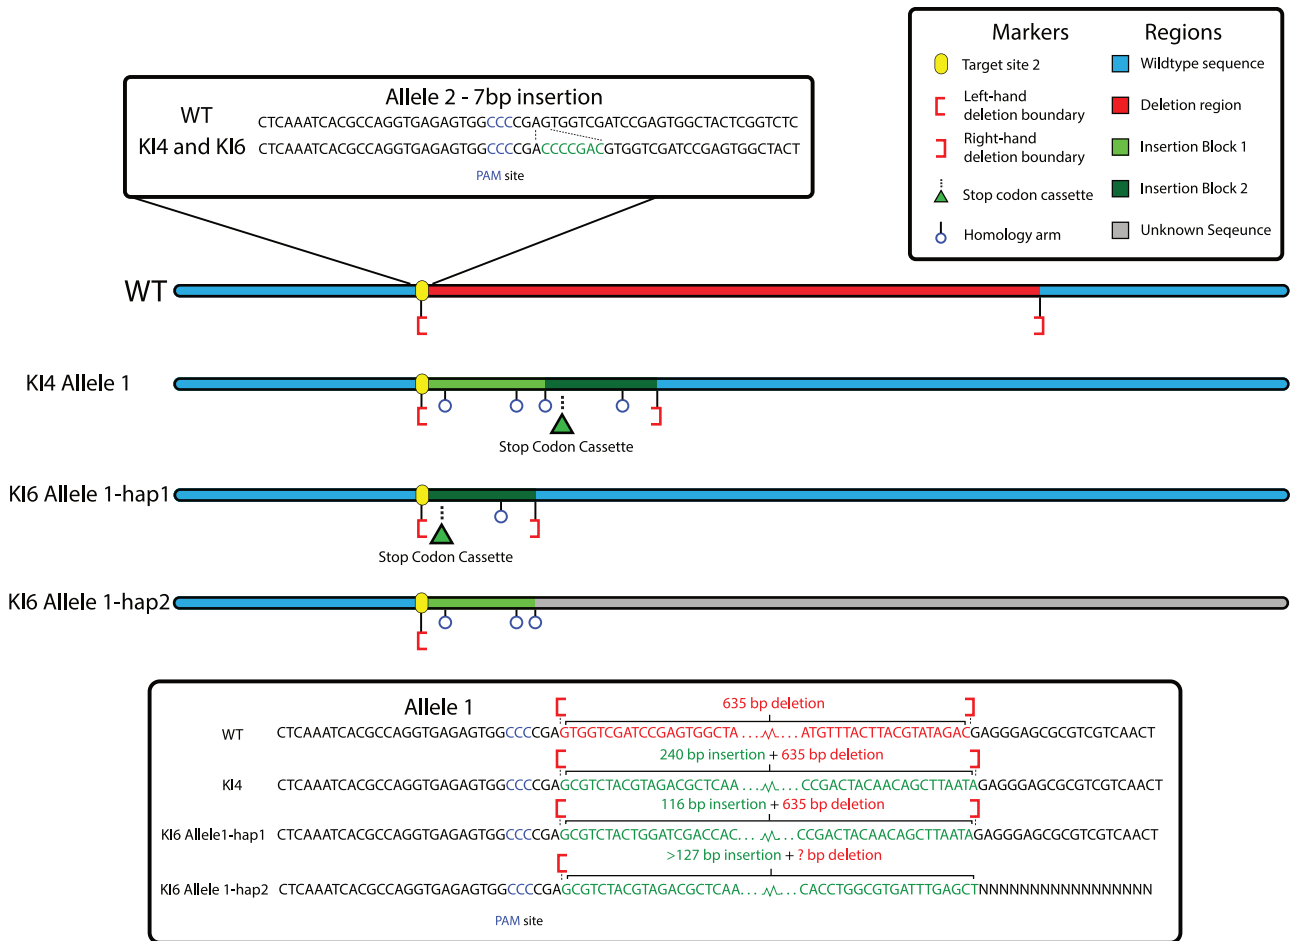 Markers
Regions
Target site 2
Wildtype sequence
Left-hand
deletion boundary
Deletion region
Right-hand
deletion boundary
Insertion Block 1
Stop codon cassette
Insertion Block 2
Homology arm
Unknown Seqeunce
Allele 2 - 7bp insertion
WT
CTCAAATCACGCCAGGTGAGAGTGGCCCCGAGTGGTCGATCCGAGTGGCTACTCGGTCTC
KI4 and KI6
CTCAAATCACGCCAGGTGAGAGTGGCCCCGACCCCGACGTGGTCGATCCGAGTGGCTACT
PAM site
WT
KI4 Allele 1
Stop Codon Cassette
KI6 Allele 1-hap1
Stop Codon Cassette
KI6 Allele 1-hap2
Allele 1
635 bp deletion
WT CTCAAATCACGCCAGGTGAGAGTGGCCCCGAGTGGTCGATCCGAGTGGCTA.... ....ATGTTTACTTACGTATAGACGAGGGAGCGCGTCGTCAACT
240 bp insertion + 635 bp deletion
KI4 CTCAAATCACGCCAGGTGAGAGTGGCCCCGAGCGTCTACGTAGACGCTCAA... ... CCGACTACAACAGCTTAATAGAGGGAGCGCGTCGTCAACT
116 bp insertion + 635 bp deletion
KI6 Allele1-hap1 CTCAAATCACGCCAGGTGAGAGTGGCCCCGAGCGTCTACTGGATCGACCAC... ... CCGACTACAACAGCTTAATAGAGGGAGCGCGTCGTCAACT
>127 bp insertion + ? bp deletion
KI6 Allele 1-hap2 CTCAAATCACGCCAGGTGAGAGTGGCCCCGAGCGTCTACGTAGACGCTCAA... ... CACCTGGCGTGATTTGAGCTNNNNNNNNNNNNNNNNNN
PAM site